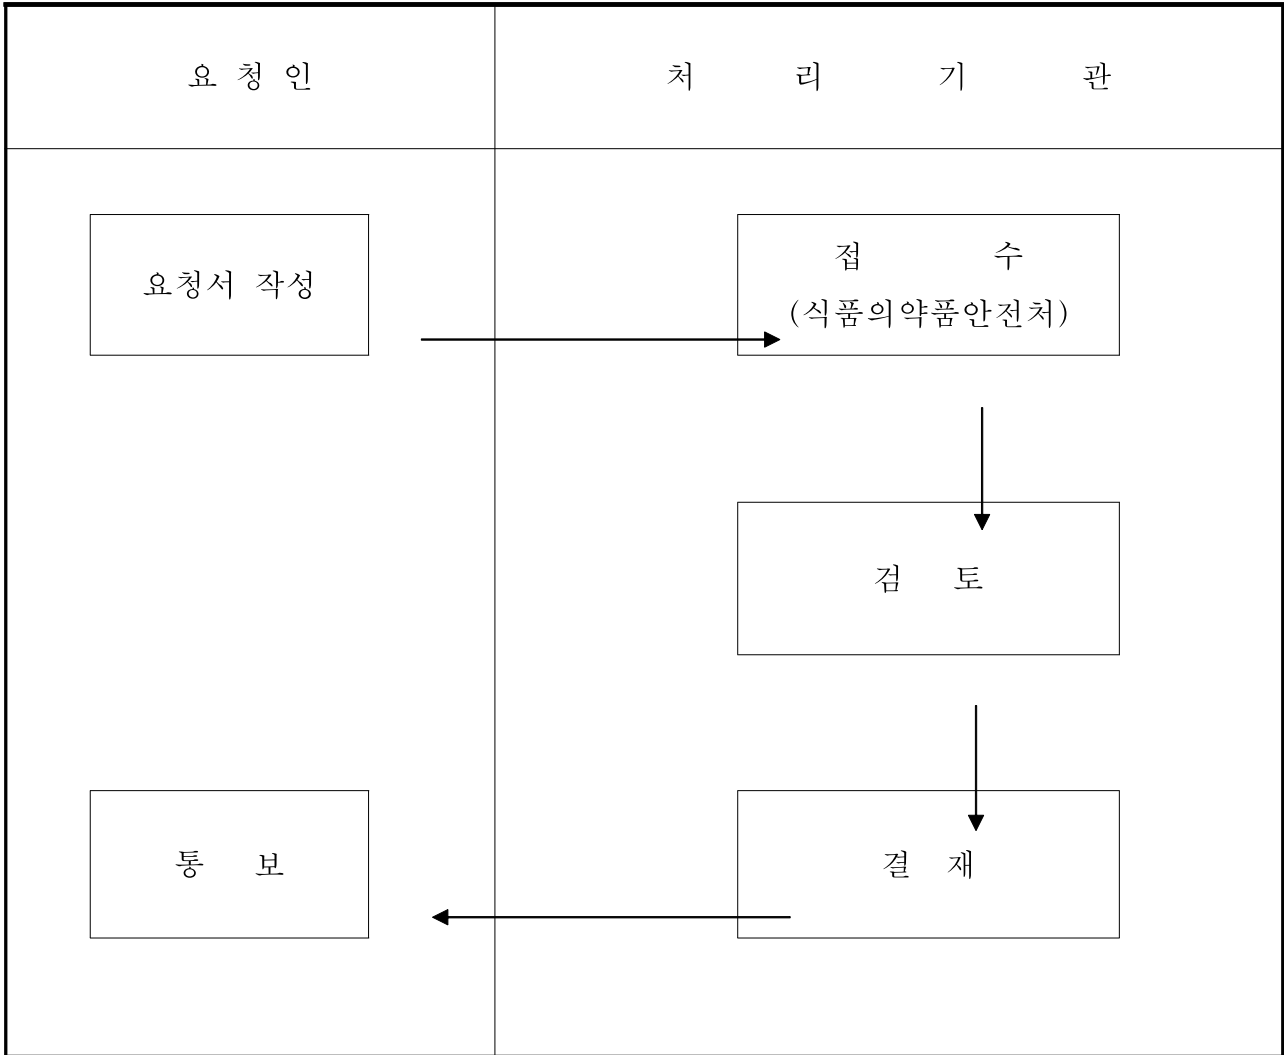 요 청 인
처 리 기 관
요청서 작성
접 수
(식품의약품안전처)
검 토
통 보
결 재